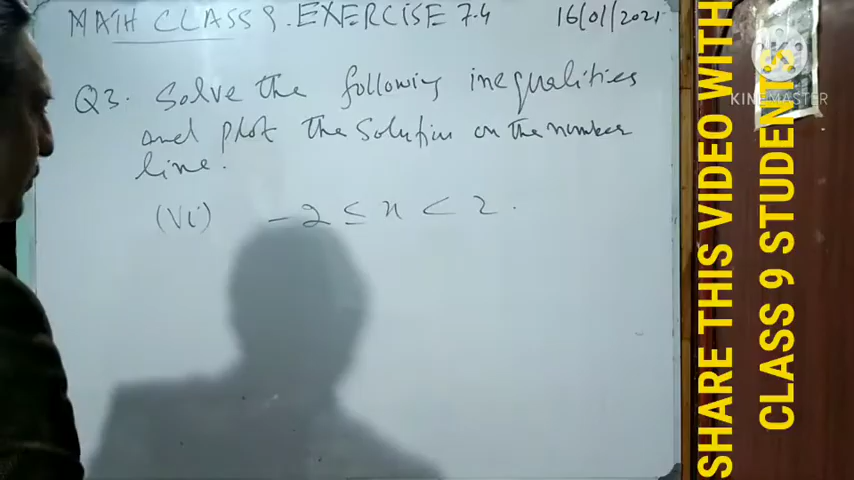 MATH CLASS 9. EXERCISE 7.4 16/01/2021
Q3. Solve the following inequalities
and plot the solution on the number
line.
(vi) -2 ≤ x < 2.
SHARE THIS VIDEO WITH
CLASS 9 STUDENTS
KINEMASTER